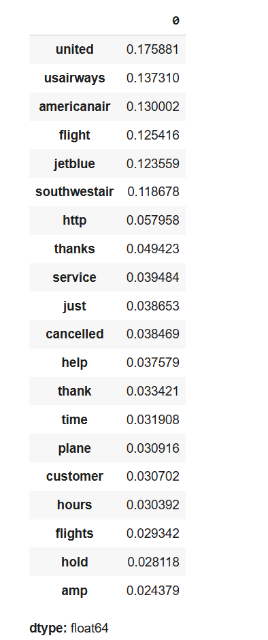 0
united 0.175881
usairways 0.137310
americanair 0.130002
flight 0.125416
jetblue 0.123559
southwestair 0.118678
http 0.057958
thanks 0.049423
service 0.039484
just 0.038653
cancelled 0.038469
help 0.037579
thank 0.033421
time 0.031908
plane 0.030916
customer 0.030702
hours 0.030392
flights 0.029342
hold 0.028118
amp 0.024379
dtype: float64